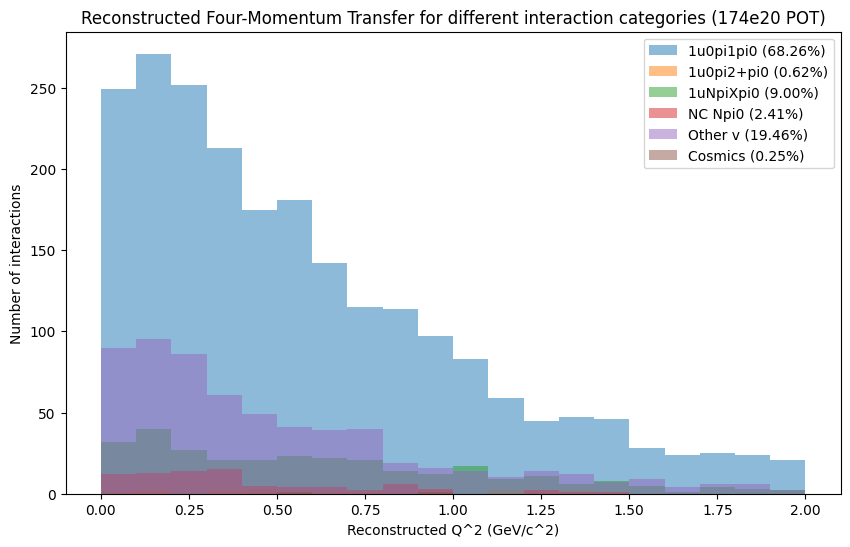 Reconstructed Four-Momentum Transfer for different interaction categories (174e20 POT)
1u0pi1pi0 (68.26%)
1u0pi2+pi0 (0.62%)
1uNpiXpi0 (9.00%)
NC Npi0 (2.41%)
Other v (19.46%)
Cosmics (0.25%)
Number of interactions
250
200
150
100
50
0
0.00 0.25 0.50 0.75 1.00 1.25 1.50 1.75 2.00
Reconstructed Q^2 (GeV/c^2)